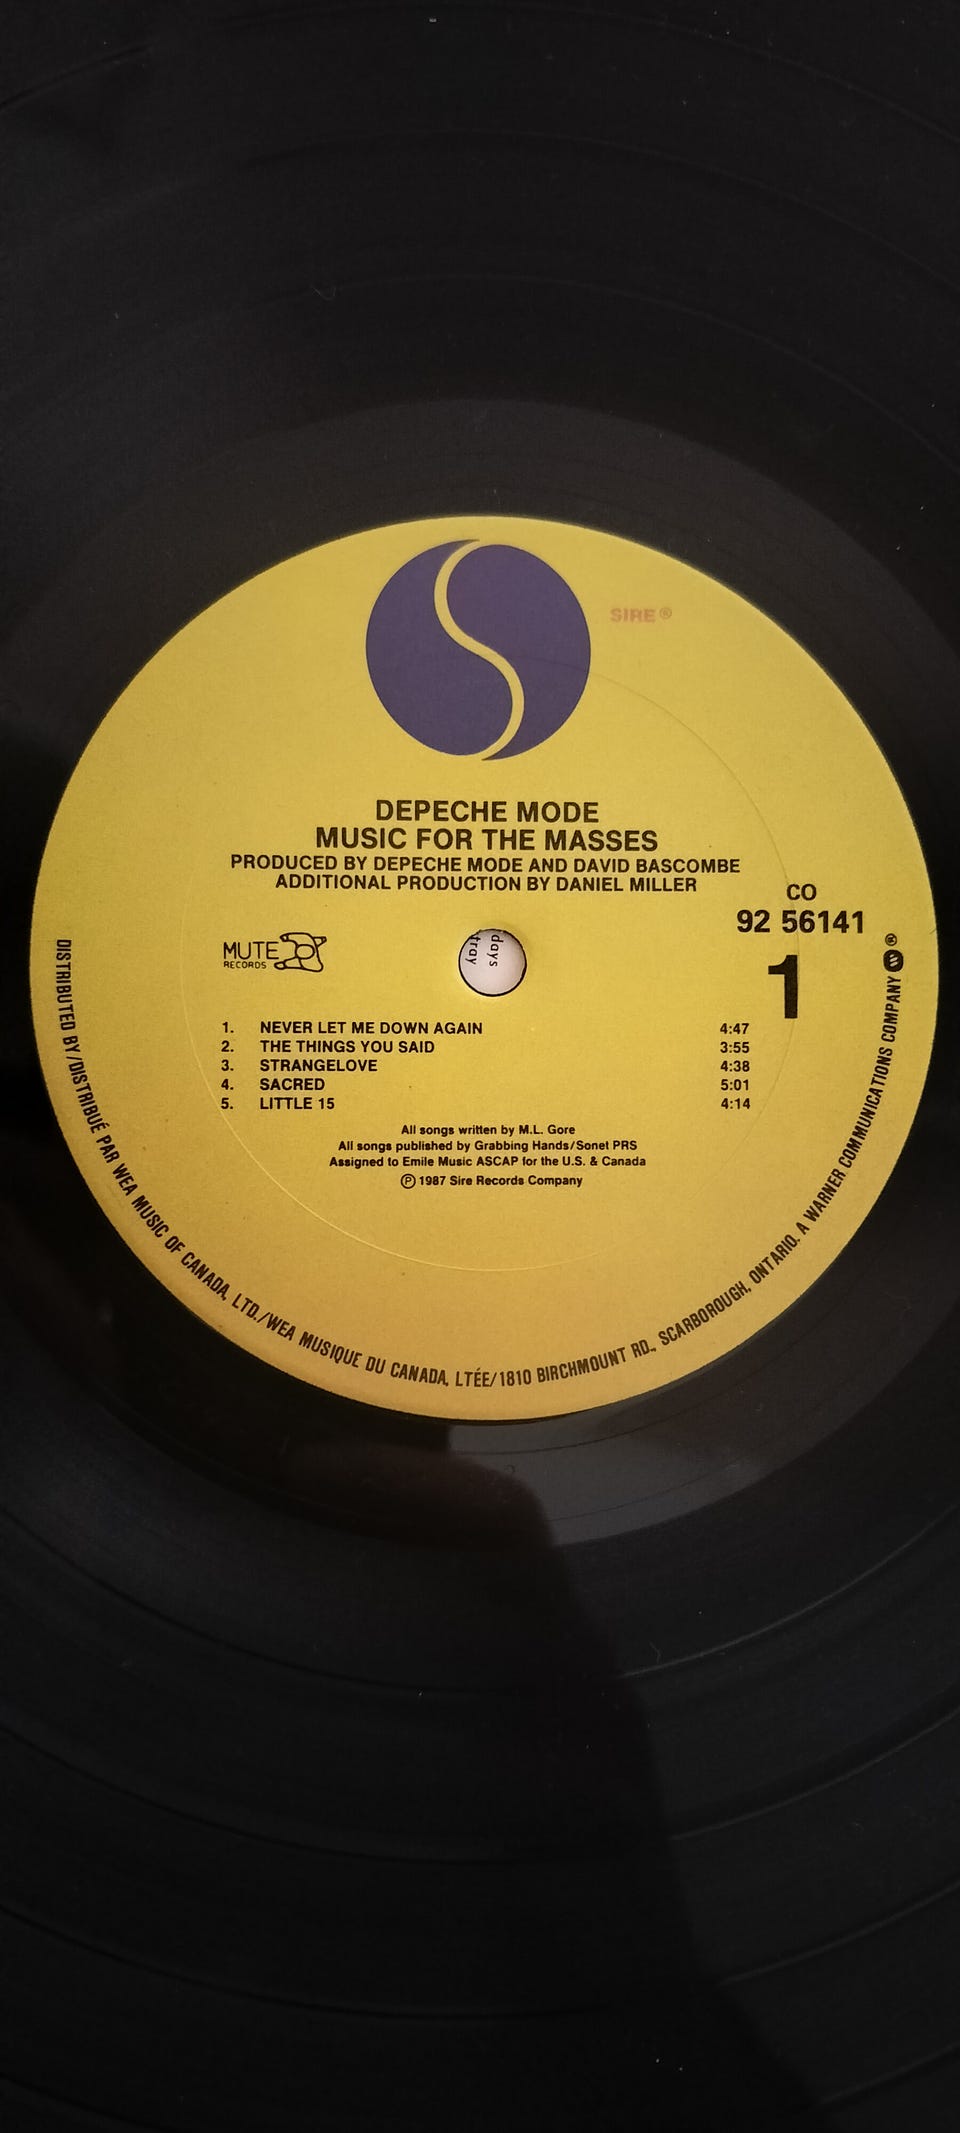 SIRE®
DEPECHE MODE
MUSIC FOR THE MASSES
PRODUCED BY DEPECHE MODE AND DAVID BASCOMBE
ADDITIONAL PRODUCTION BY DANIEL MILLER
CO
92 56141
1
MUTE
RECORDS
days
tray
1. NEVER LET ME DOWN AGAIN 4:47
2. THE THINGS YOU SAID 3:55
3. STRANGELOVE 4:38
4. SACRED 5:01
5. LITTLE 15 4:14
All songs written by M.L. Gore
All songs published by Grabbing Hands/Sonet PRS
Assigned to Emile Music ASCAP for the U.S. & Canada
Ⓟ 1987 Sire Records Company
DISTRIBUTED BY/DISTRIBUÉ PAR WEA MUSIC OF CANADA, LTD./WEA MUSIQUE DU CANADA, LTÉE/1810 BIRCHMOUNT RD., SCARBOROUGH, ONTARIO. A WARNER COMMUNICATIONS COMPANY ®